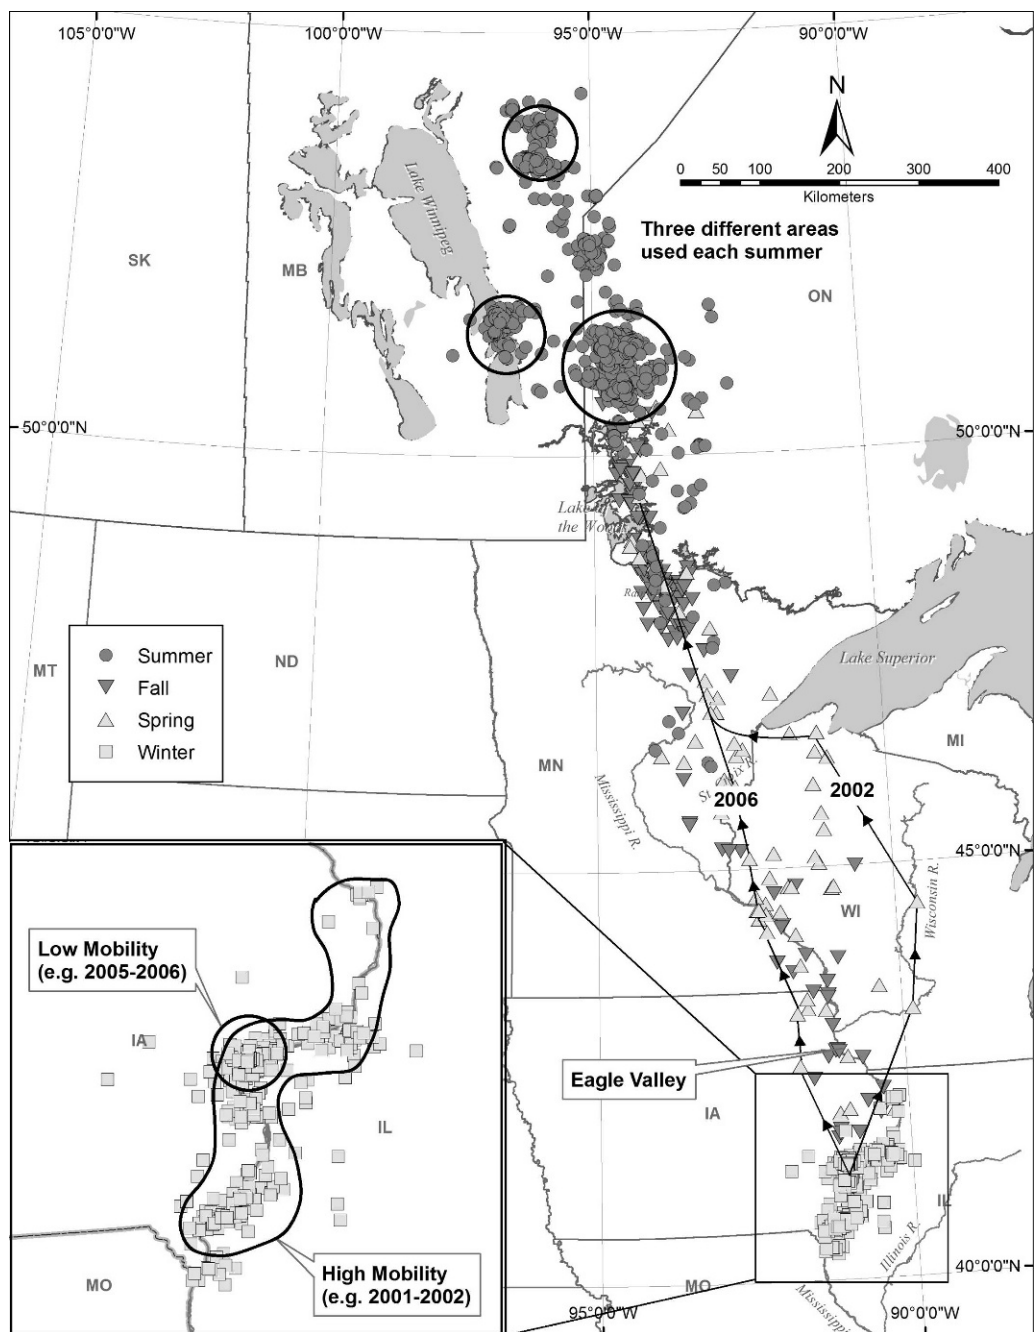 105°0'0"W
100°0'0"W
95°0'0"W
90°0'0"W
N
0 50 100 200 300 400
Kilometers
Three different areas
used each summer
Lake Winnipeg
SK
MB
ON
50°0'0"N
50°0'0"N
Lake of
the Woods
Lake Superior
MT
ND
MN
MI
Summer
Fall
Spring
Winter
St. Croix R.
Mississippi R.
2006
2002
45°0'0"N
Wisconsin R.
WI
Eagle Valley
IA
IL
Illinois R.
MO
Mississippi
40°0'0"N
95°0'0"W
90°0'0"W
Low Mobility
(e.g. 2005-2006)
IA
IL
MO
High Mobility
(e.g. 2001-2002)